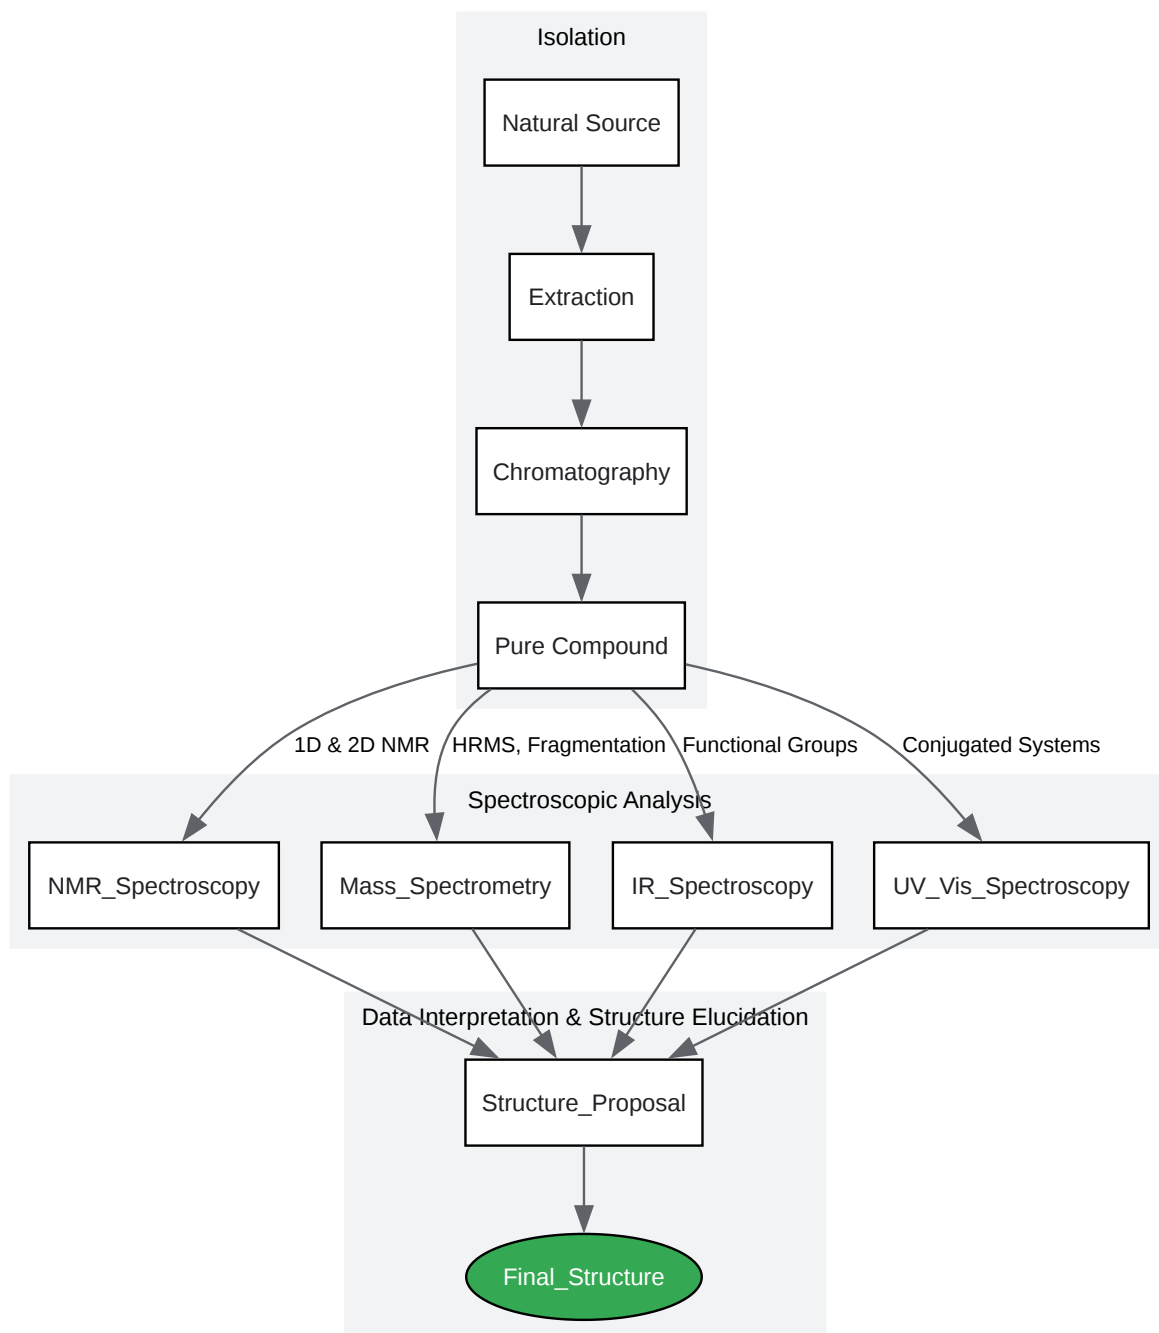 Isolation
Natural Source
Extraction
Chromatography
Pure Compound
1D & 2D NMR
HRMS, Fragmentation
Functional Groups
Conjugated Systems
Spectroscopic Analysis
NMR_Spectroscopy
Mass_Spectrometry
IR_Spectroscopy
UV_Vis_Spectroscopy
Data Interpretation & Structure Elucidation
Structure_Proposal
Final_Structure